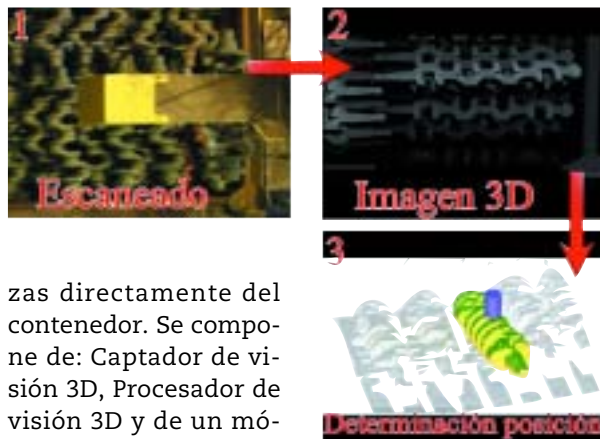 1
Escaneado
2
Imagen 3D
3
Determinación posición
zas directamente del
contenedor. Se compo-
ne de: Captador de vi-
sión 3D, Procesador de
visión 3D y de un mó-